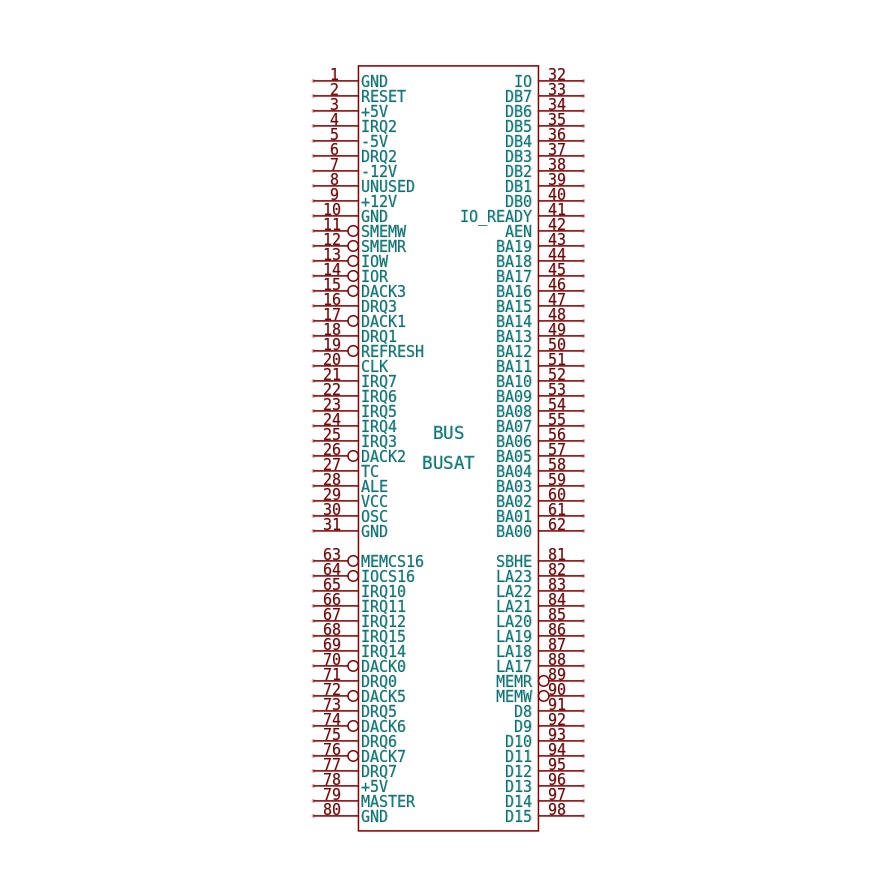 1 GND IO 32
2 RESET DB7 33
3 +5V DB6 34
4 IRQ2 DB5 35
5 -5V DB4 36
6 DRQ2 DB3 37
7 -12V DB2 38
8 UNUSED DB1 39
9 +12V DB0 40
10 GND IO_READY 41
11 SMEMW AEN 42
12 SMEMR BA19 43
13 IOW BA18 44
14 IOR BA17 45
15 DACK3 BA16 46
16 DRQ3 BA15 47
17 DACK1 BA14 48
18 DRQ1 BA13 49
19 REFRESH BA12 50
20 CLK BA11 51
21 IRQ7 BA10 52
22 IRQ6 BA09 53
23 IRQ5 BA08 54
24 IRQ4 BA07 55
BUS
25 IRQ3 BA06 56
26 DACK2 BA05 57
BUSAT
27 TC BA04 58
28 ALE BA03 59
29 VCC BA02 60
30 OSC BA01 61
31 GND BA00 62
63 MEMCS16 SBHE 81
64 IOCS16 LA23 82
65 IRQ10 LA22 83
66 IRQ11 LA21 84
67 IRQ12 LA20 85
68 IRQ15 LA19 86
69 IRQ14 LA18 87
70 DACK0 LA17 88
71 DRQ0 MEMR 89
72 DACK5 MEMW 90
73 DRQ5 D8 91
74 DACK6 D9 92
75 DRQ6 D10 93
76 DACK7 D11 94
77 DRQ7 D12 95
78 +5V D13 96
79 MASTER D14 97
80 GND D15 98